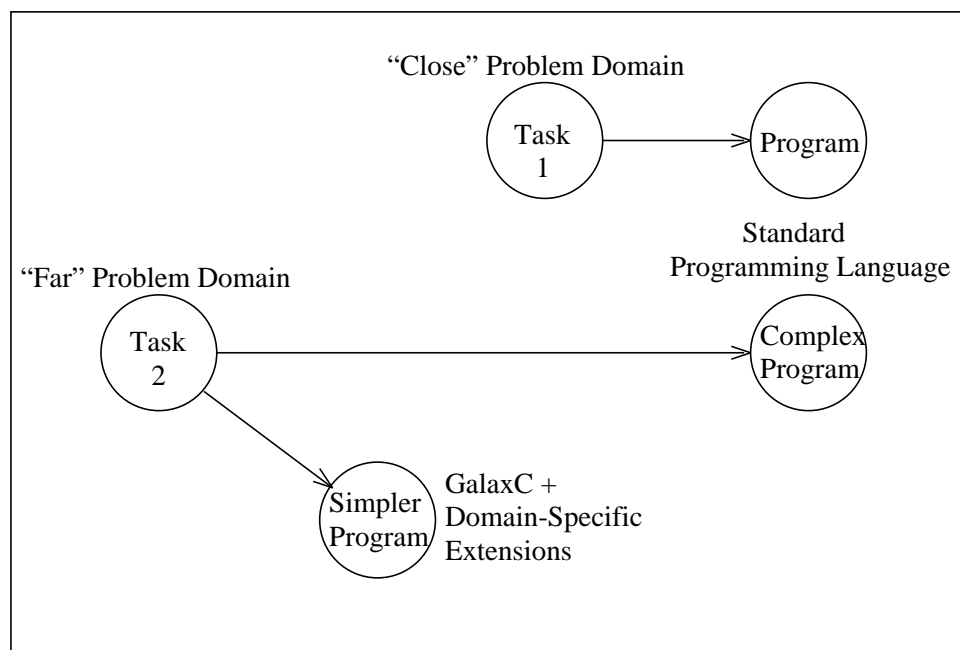 “Close” Problem Domain
Task
1
Program
Standard
Programming Language
“Far” Problem Domain
Task
2
Complex
Program
Simpler
Program
GalaxC +
Domain-Specific
Extensions